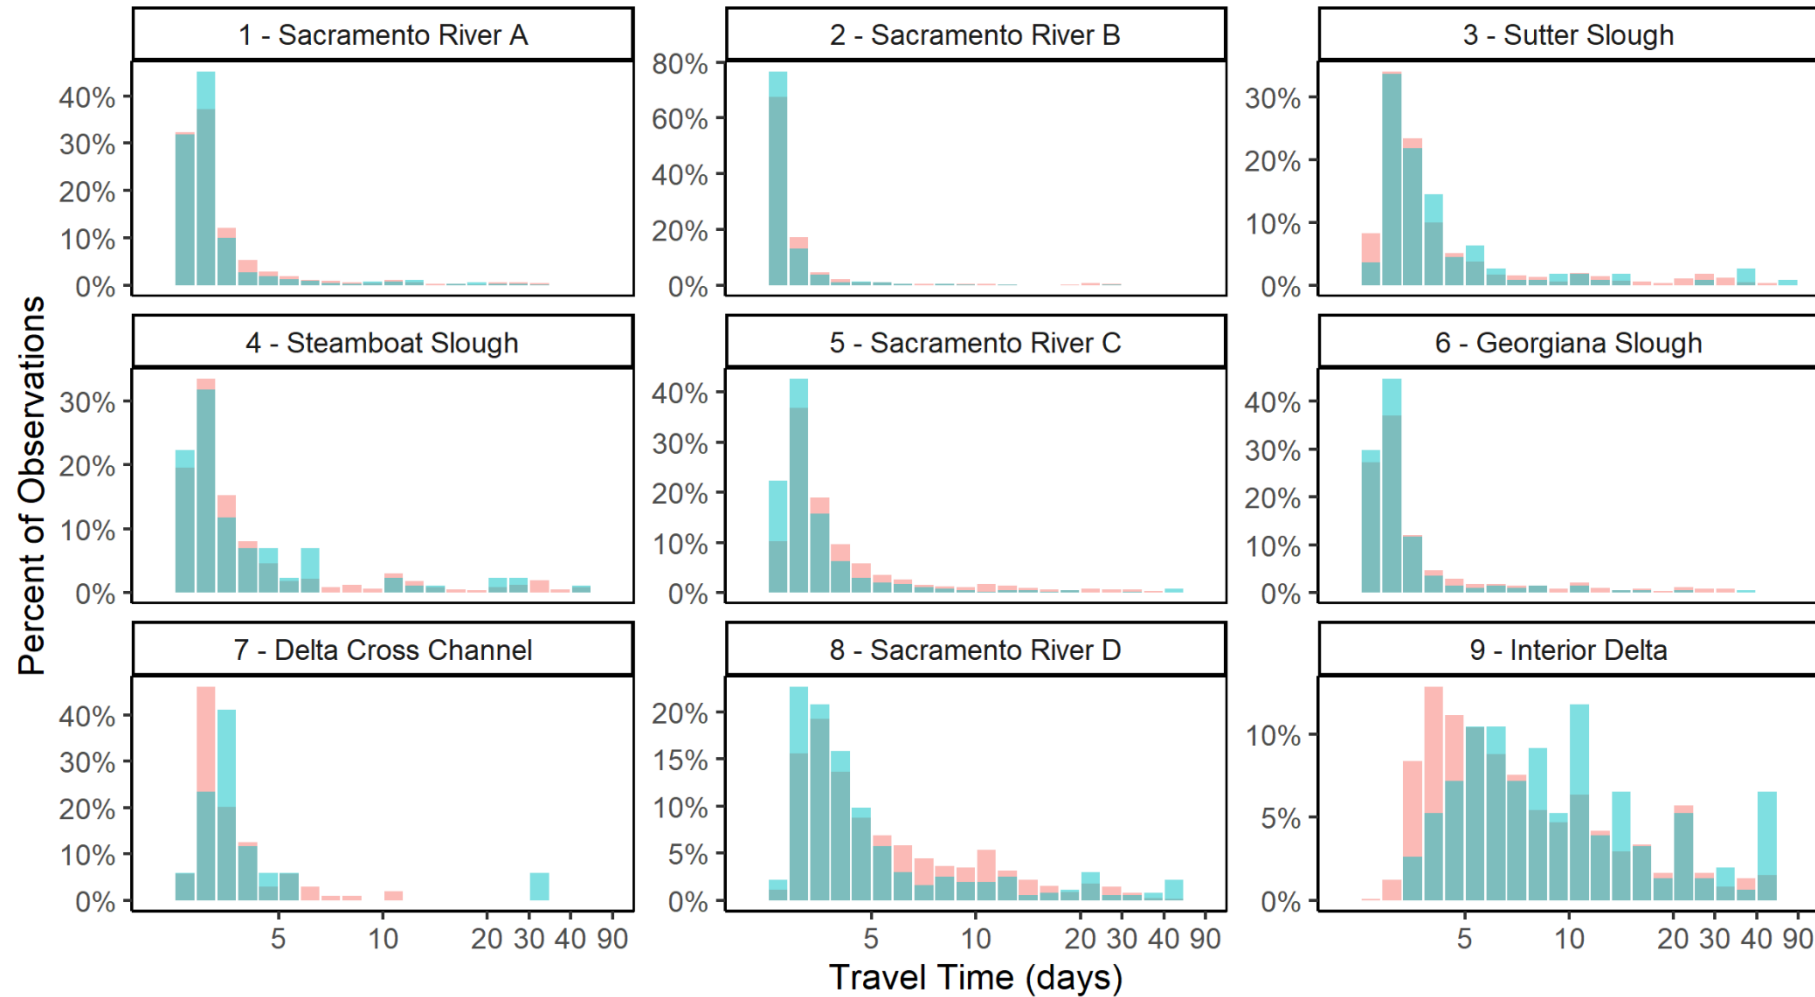 1 - Sacramento River A
2 - Sacramento River B
3 - Sutter Slough
40%
30%
20%
10%
0%
80%
60%
40%
20%
0%
30%
20%
10%
0%
4 - Steamboat Slough
5 - Sacramento River C
6 - Georgiana Slough
30%
20%
10%
0%
40%
30%
20%
10%
0%
40%
30%
20%
10%
0%
7 - Delta Cross Channel
8 - Sacramento River D
9 - Interior Delta
40%
30%
20%
10%
0%
20%
15%
10%
5%
0%
10%
5%
0%
5 10 20 30 40 90
5 10 20 30 40 90
5 10 20 30 40 90
Percent of Observations
Travel Time (days)